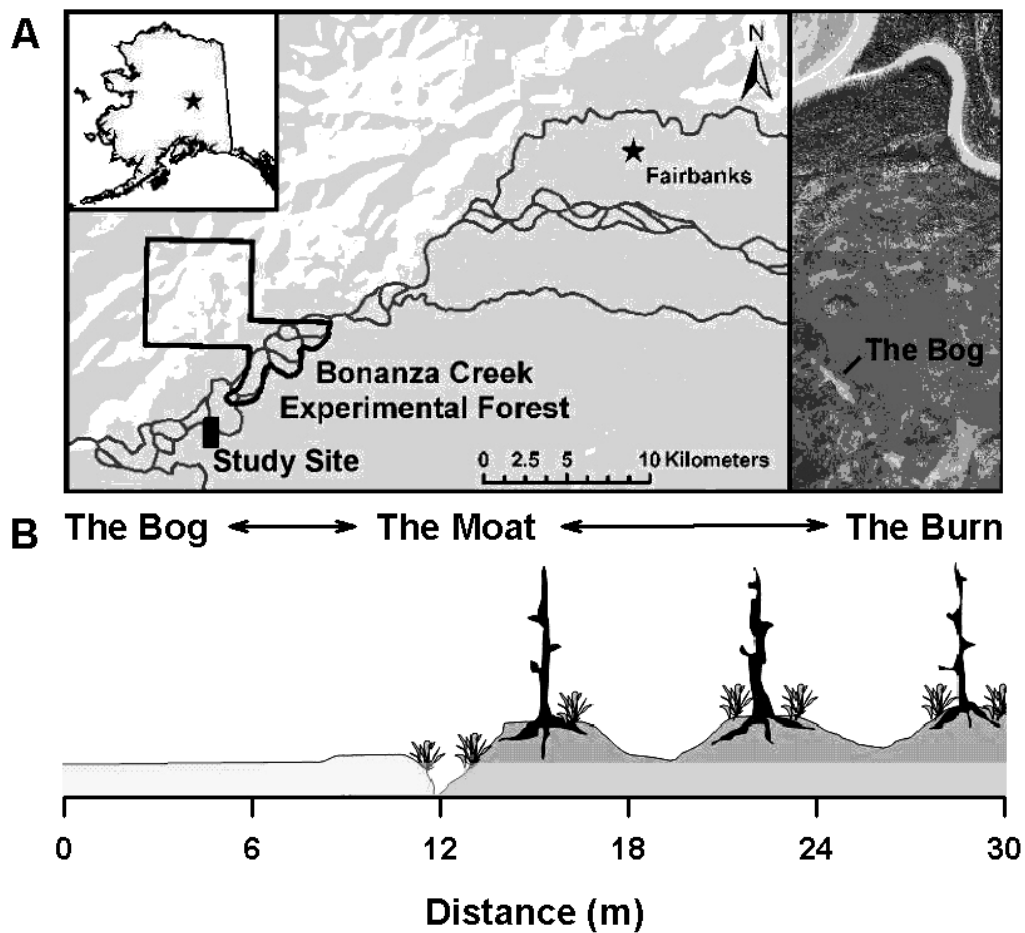 A
N
Fairbanks
The Bog
Bonanza Creek
Experimental Forest
Study Site
0 2.5 5 10 Kilometers
B
The Bog The Moat The Burn
0 6 12 18 24 30
Distance (m)